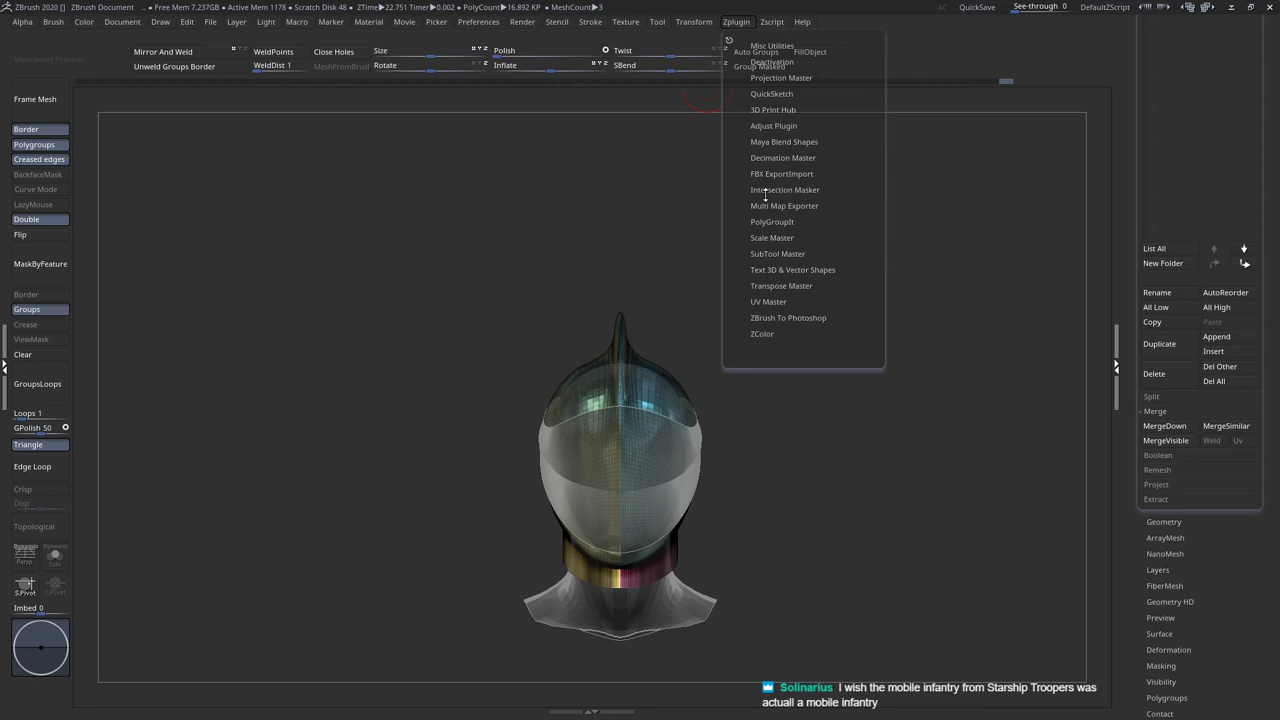 ZBrush 2020 [] ZBrush Document .. • Free Mem 7.237GB • Active Mem 1178 • Scratch Disk 48 • ZTime▸22.751 Timer▸0.002 • PolyCount▸16.892 KP • MeshCount▸3
AC QuickSave See-through 0 Menus DefaultZScript
Alpha Brush Color Document Draw Edit File Layer Light Macro Marker Material Movie Picker Preferences Render Stencil Stroke Texture Tool Transform Zplugin Zscript Help
MeshInsert Preview
Mirror And Weld WeldPoints Close Holes Size Polish Twist Auto Groups FillObject
Unweld Groups Border WeldDist 1 MeshFromBrush Rotate Inflate SBend Group Masked
Misc Utilities
Deactivation
Projection Master
QuickSketch
3D Print Hub
Adjust Plugin
Maya Blend Shapes
Decimation Master
FBX ExportImport
Intersection Masker
Multi Map Exporter
PolyGroupIt
Scale Master
SubTool Master
Text 3D & Vector Shapes
Transpose Master
UV Master
ZBrush To Photoshop
ZColor
Frame Mesh
Border
Polygroups
Creased edges
BackfaceMask
Curve Mode
LazyMouse
Double
Flip
MaskByFeature
Border
Groups
Crease
ViewMask
Clear
GroupsLoops
Loops 1
GPolish 50
Triangle
Edge Loop
Crisp
Disp
Topological
Dynamic Dynamic
Persp Solo
S.Pivot C.Pivot
Imbed 0
List All
New Folder
Rename AutoReorder
All Low All High
Copy Paste
Duplicate Append
Insert
Delete Del Other
Del All
Split
Merge
MergeDown MergeSimilar
MergeVisible Weld Uv
Boolean
Remesh
Project
Extract
Geometry
ArrayMesh
NanoMesh
Layers
FiberMesh
Geometry HD
Preview
Surface
Deformation
Masking
Visibility
Polygroups
Contact
Solinarius I wish the mobile infantry from Starship Troopers was
actuall a mobile infantry